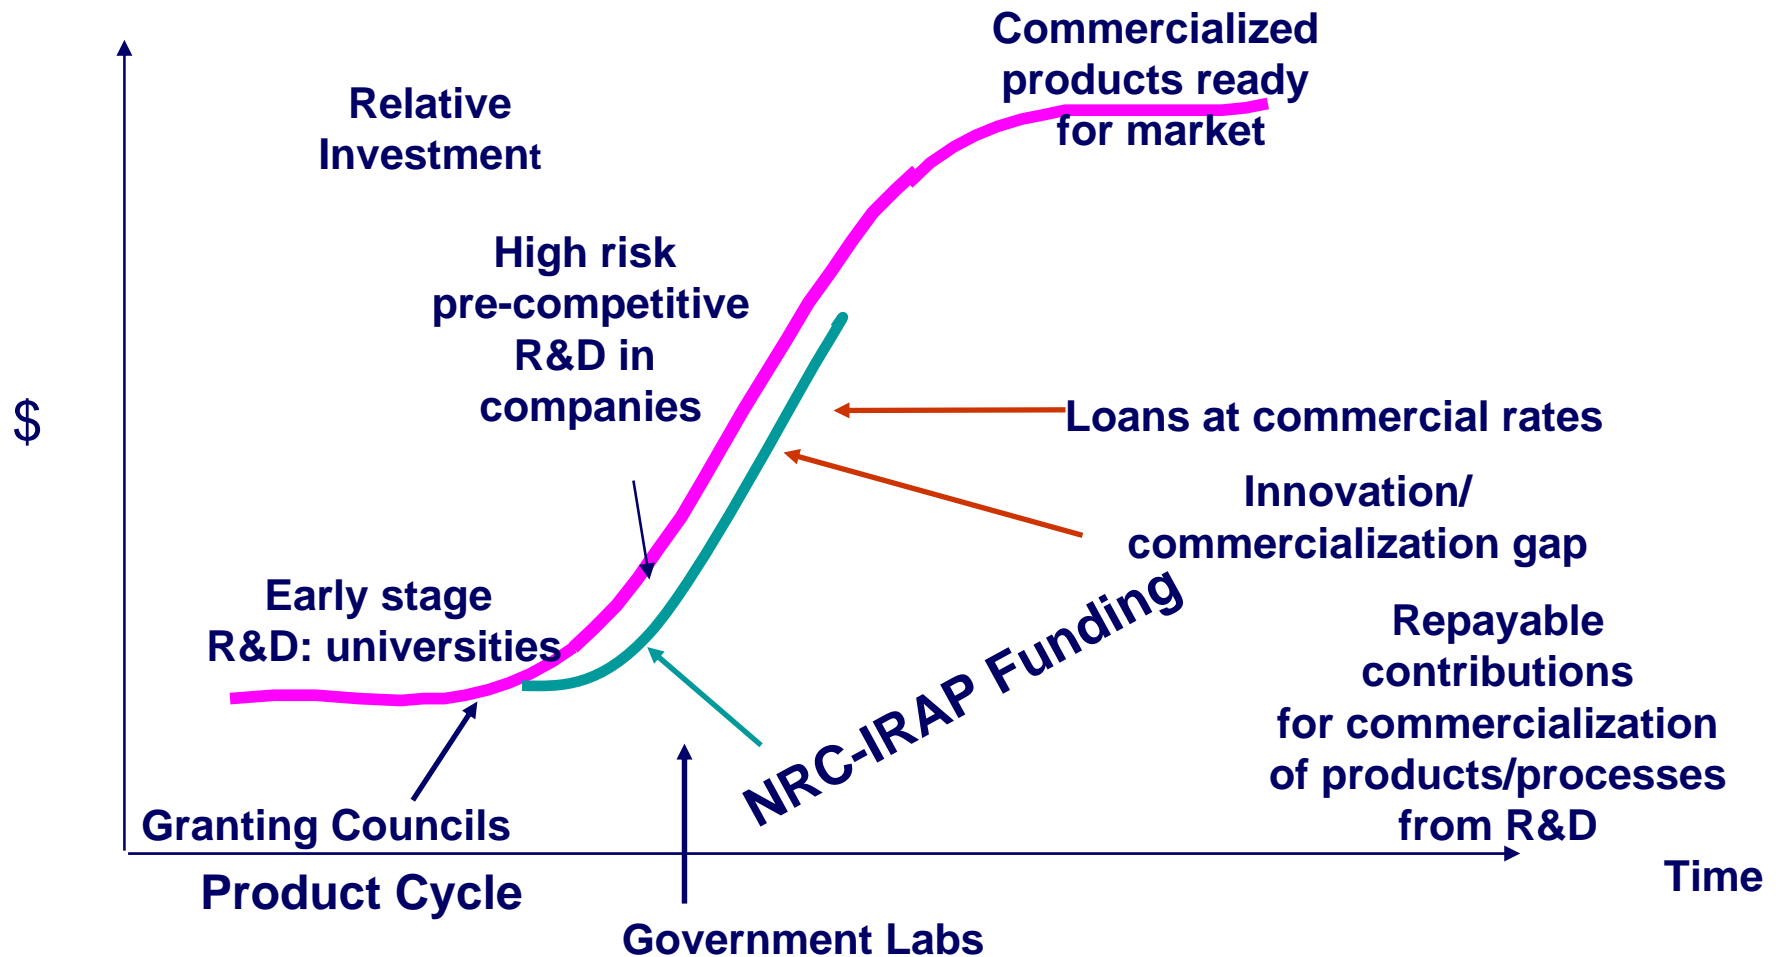 Commercialized
products ready
for market
Relative
Investment
High risk
pre-competitive
R&D in
companies
$
Loans at commercial rates
Innovation/
commercialization gap
Early stage
R&D: universities
NRC-IRAP Funding
Repayable
contributions
for commercialization
of products/processes
from R&D
Granting Councils
Time
Product Cycle
Government Labs